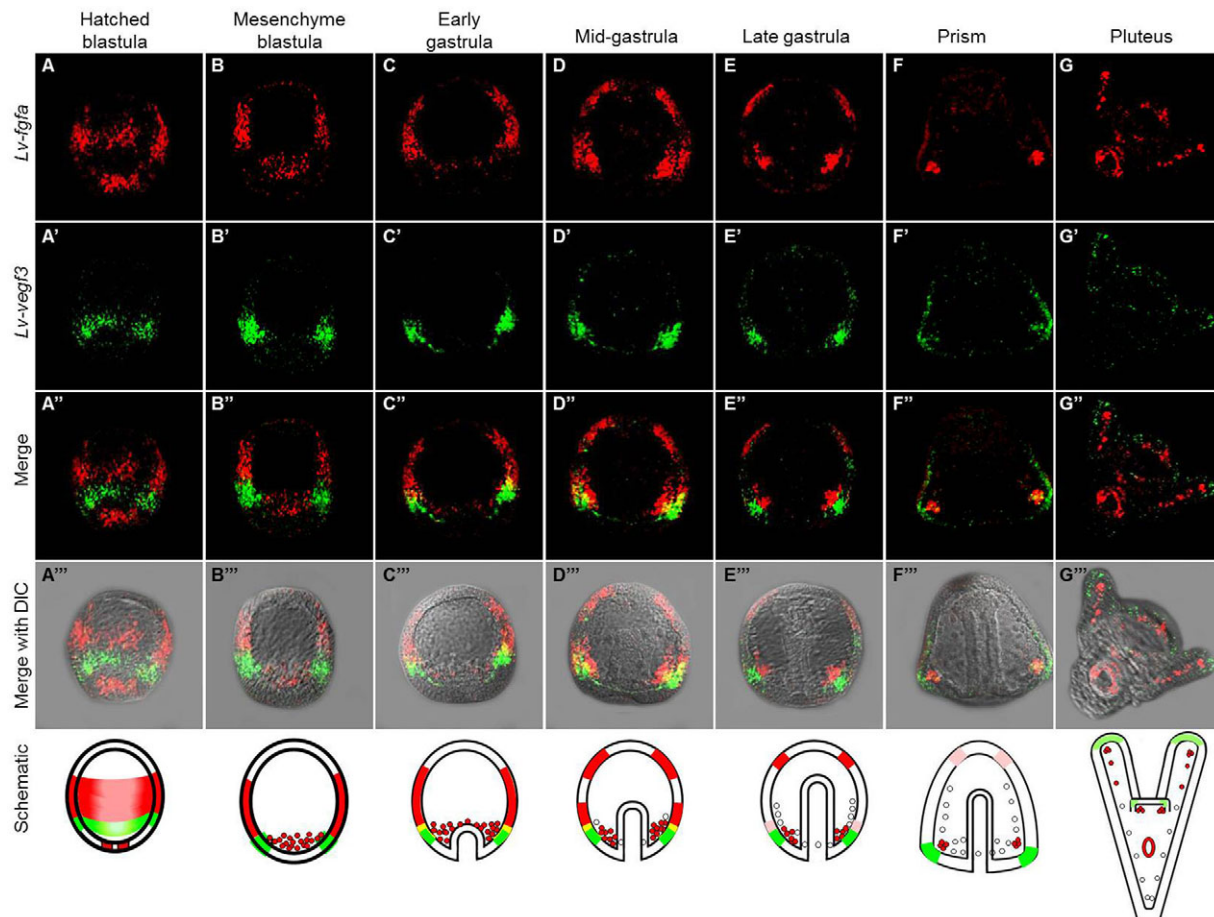 Hatched
blastula
Mesenchyme
blastula
Early
gastrula
Mid-gastrula
Late gastrula
Prism
Pluteus
Lv-fgfa
A
B
C
D
E
F
G
Lv-vegf3
A'
B'
C'
D'
E'
F'
G'
Merge
A"
B"
C"
D"
E"
F"
G"
Merge with DIC
A'''
B'''
C'''
D'''
E'''
F'''
G'''
Schematic